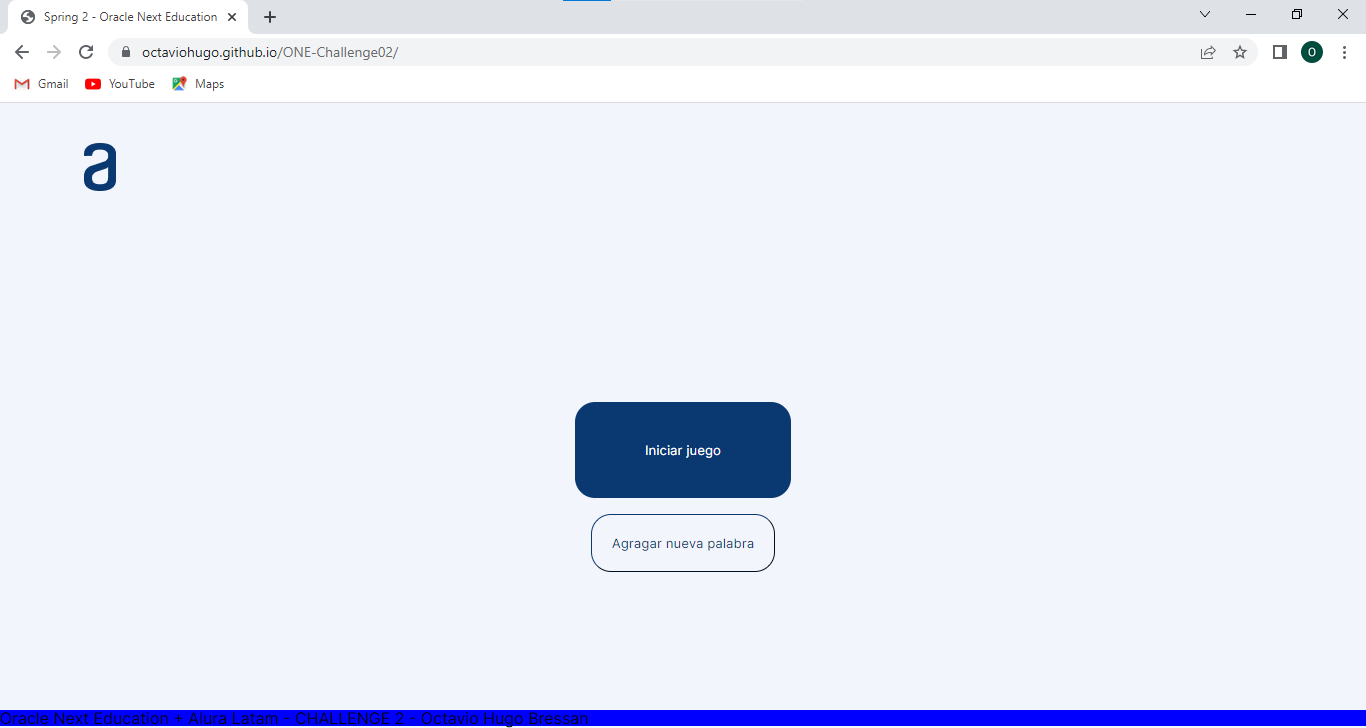 Spring 2 - Oracle Next Education
octaviohugo.github.io/ONE-Challenge02/
O
Gmail
YouTube
Maps
a
Iniciar juego
Agragar nueva palabra
Oracle Next Education + Alura Latam - CHALLENGE 2 - Octavio Hugo Bressan